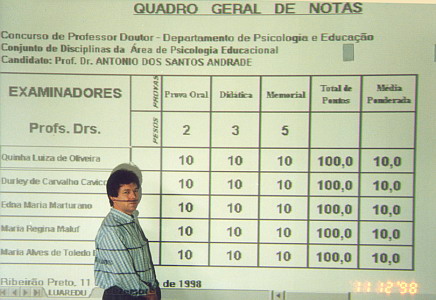 QUADRO GERAL DE NOTAS
Concurso de Professor Doutor - Departamento de Psicologia e Educação
Conjunto de Disciplinas da Área de Psicologia Educacional
Candidato: Prof. Dr. ANTONIO DOS SANTOS ANDRADE
EXAMINADORES PROVAS Prova Oral Didática Memorial Total de Pontos Média Ponderada
Profs. Drs. PESOS 2 3 5
Quinha Luiza de Oliveira 10 10 10 100,0 10,0
Durley de Carvalho 10 10 10 100,0 10,0
Edna Maria Marturano 10 10 10 100,0 10,0
Maria Regina Maluf 10 10 10 100,0 10,0
Maria Alves de Toledo 10 10 10 100,0 10,0
Ribeirão Preto, 11 de 1998
LUAREDU
11 12 '98